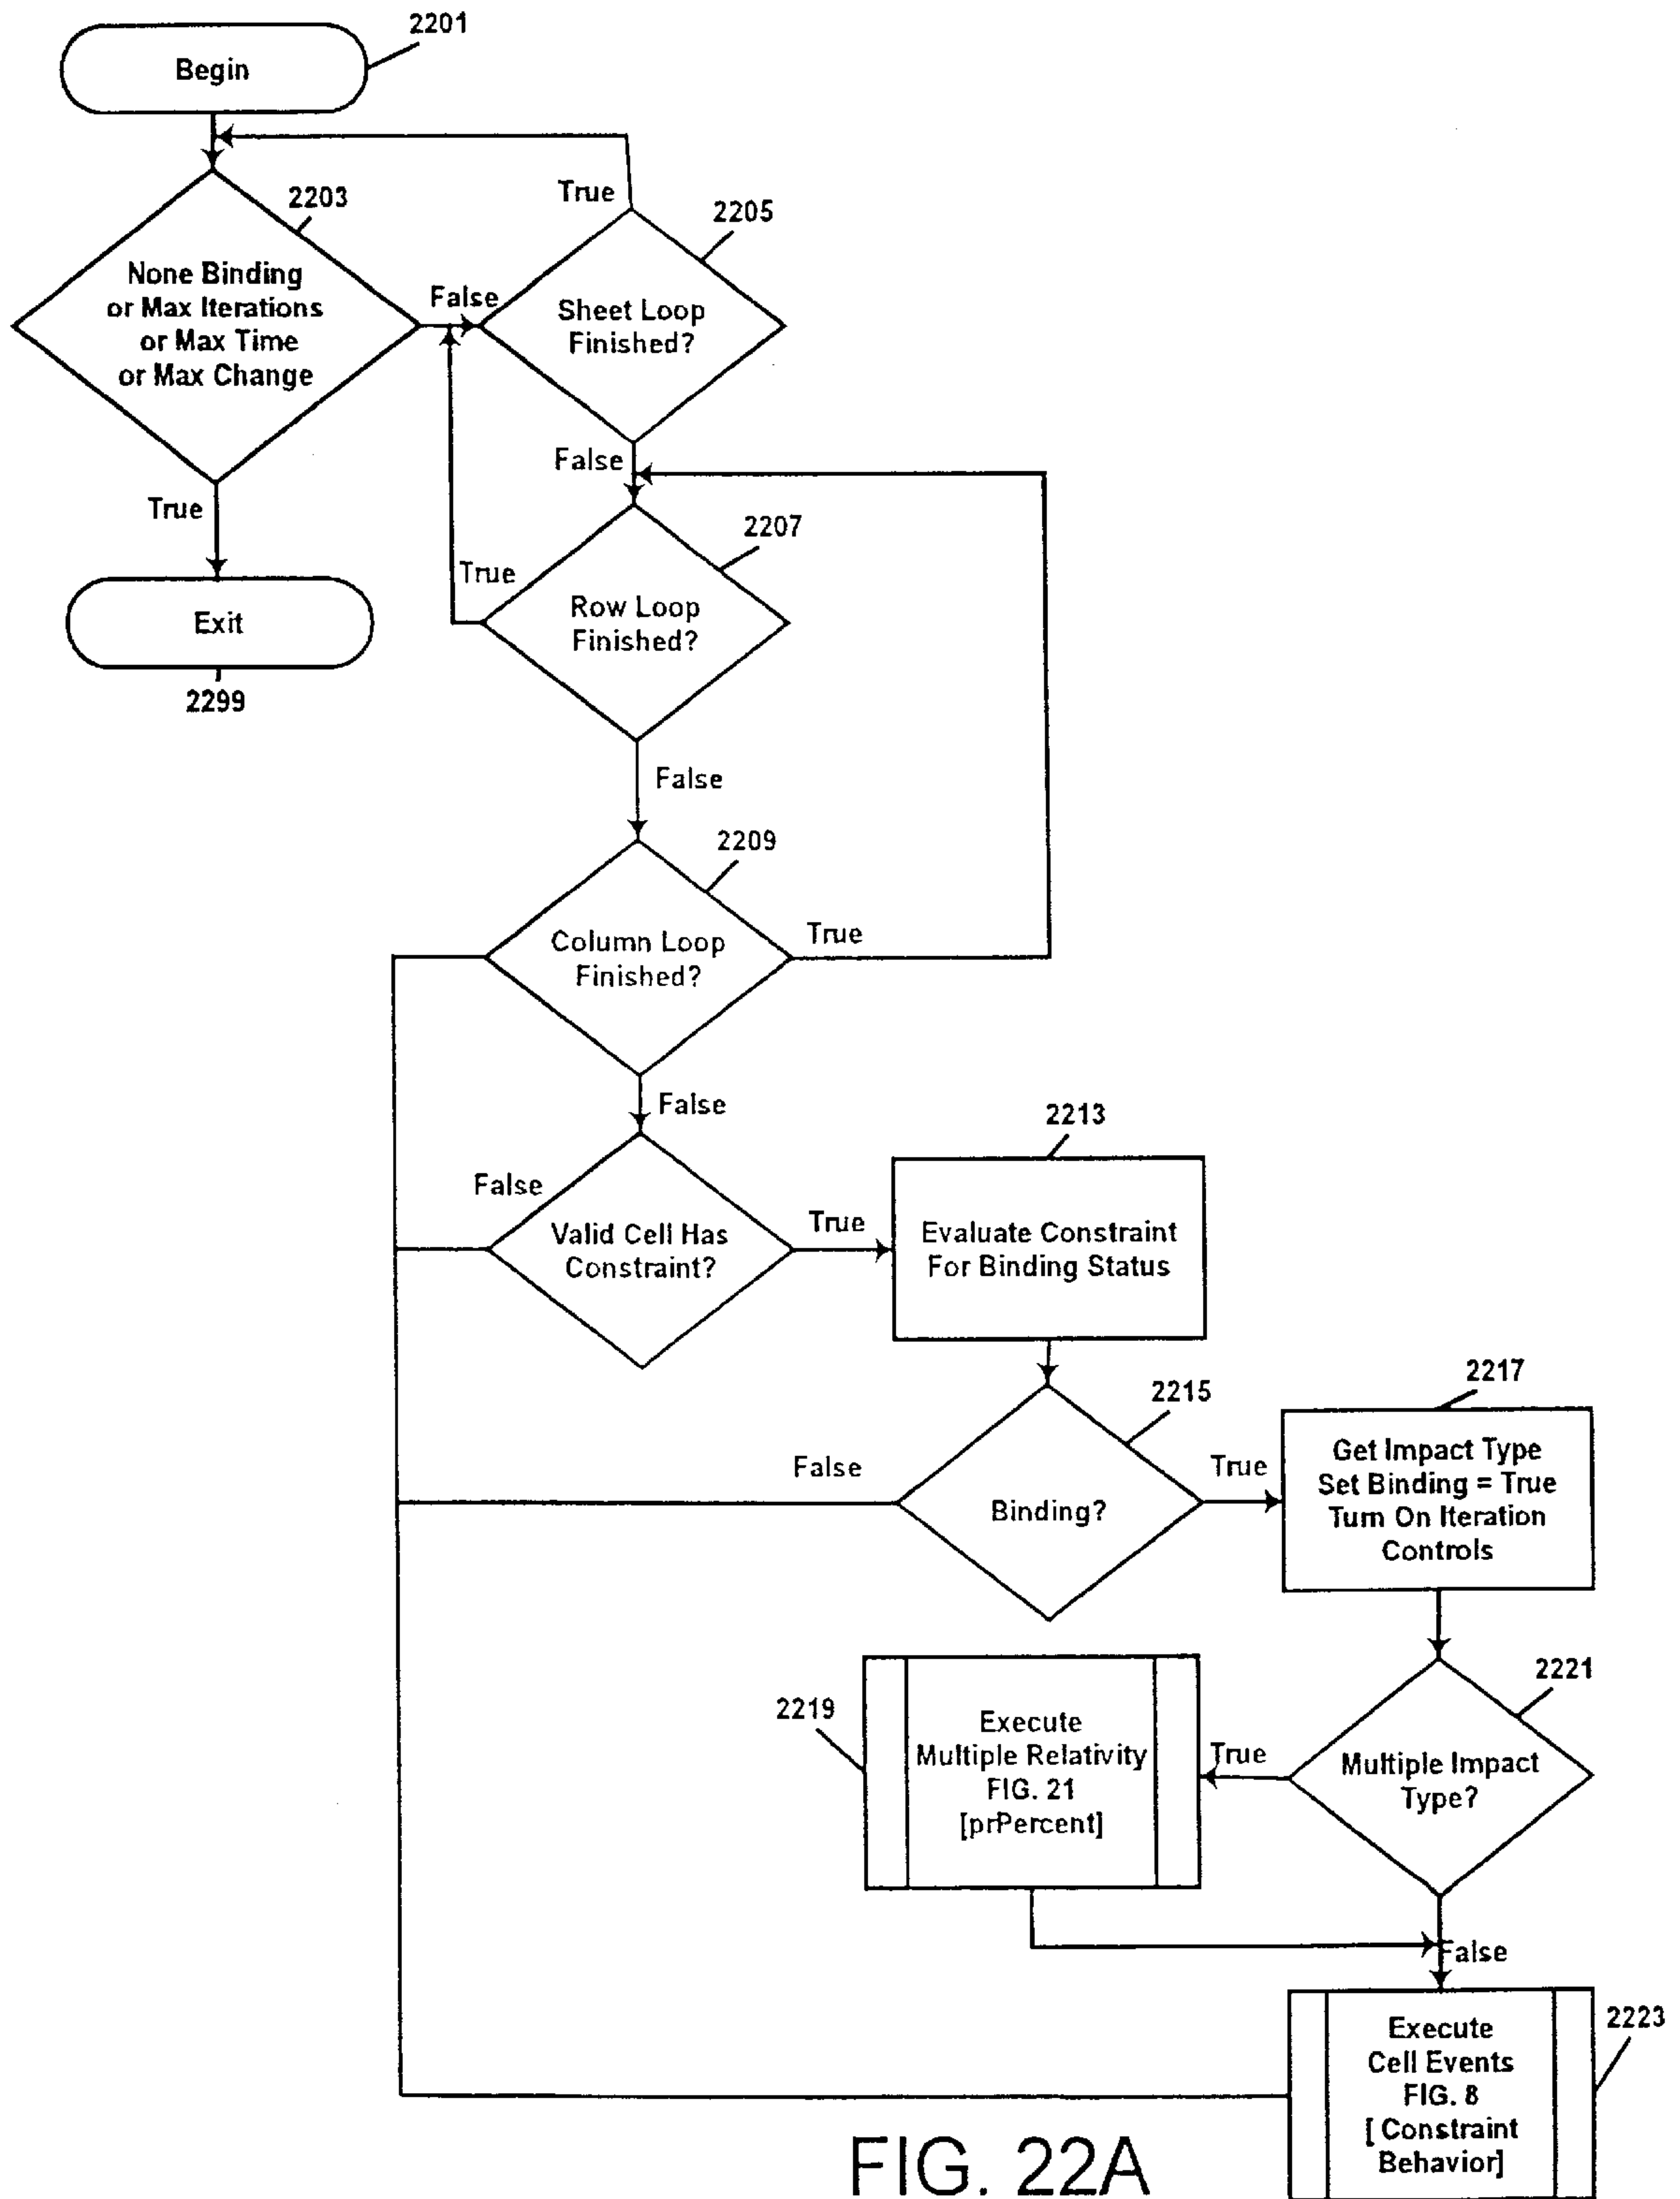 2201
Begin
True
2203
2205
None Binding
or Max Iterations
or Max Time
or Max Change
False
Sheet Loop
Finished?
True
False
2207
True
Row Loop
Finished?
Exit
2299
False
2209
Column Loop
Finished?
True
False
2213
False
Valid Cell Has
Constraint?
True
Evaluate Constraint
For Binding Status
2215
2217
False
Binding?
True
Get Impact Type
Set Binding = True
Turn On Iteration
Controls
2221
2219
Execute
Multiple Relativity
FIG. 21
[prPercent]
True
Multiple Impact
Type?
False
2223
Execute
Cell Events
FIG. 8
[ Constraint
Behavior]
FIG. 22A